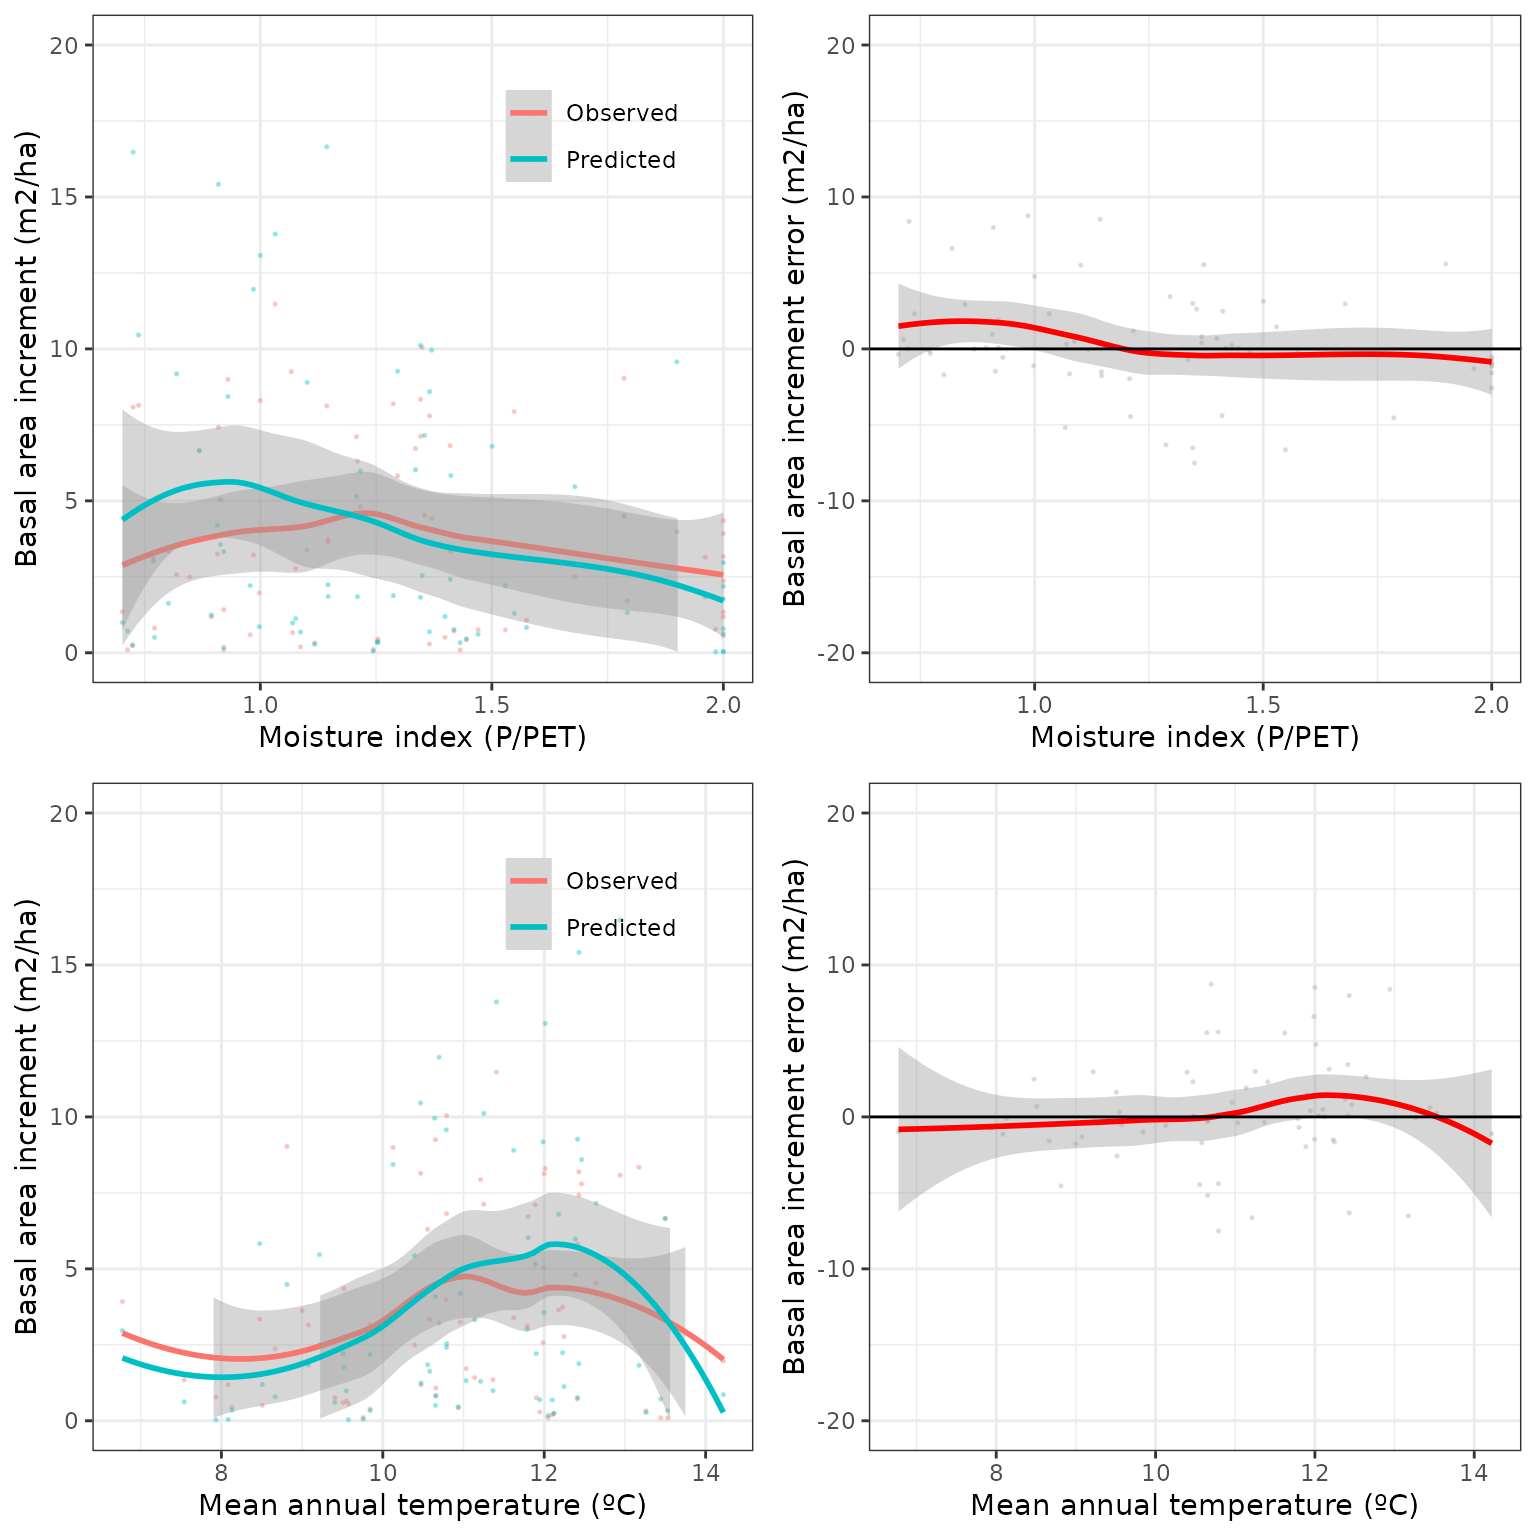 20
15
10
5
0
Basal area increment (m2/ha)
Observed
Predicted
1.0
1.5
2.0
Moisture index (P/PET)
20
10
0
-10
-20
Basal area increment error (m2/ha)
1.0
1.5
2.0
Moisture index (P/PET)
20
15
10
5
0
Basal area increment (m2/ha)
Observed
Predicted
8
10
12
14
Mean annual temperature (ºC)
20
10
0
-10
-20
Basal area increment error (m2/ha)
8
10
12
14
Mean annual temperature (ºC)